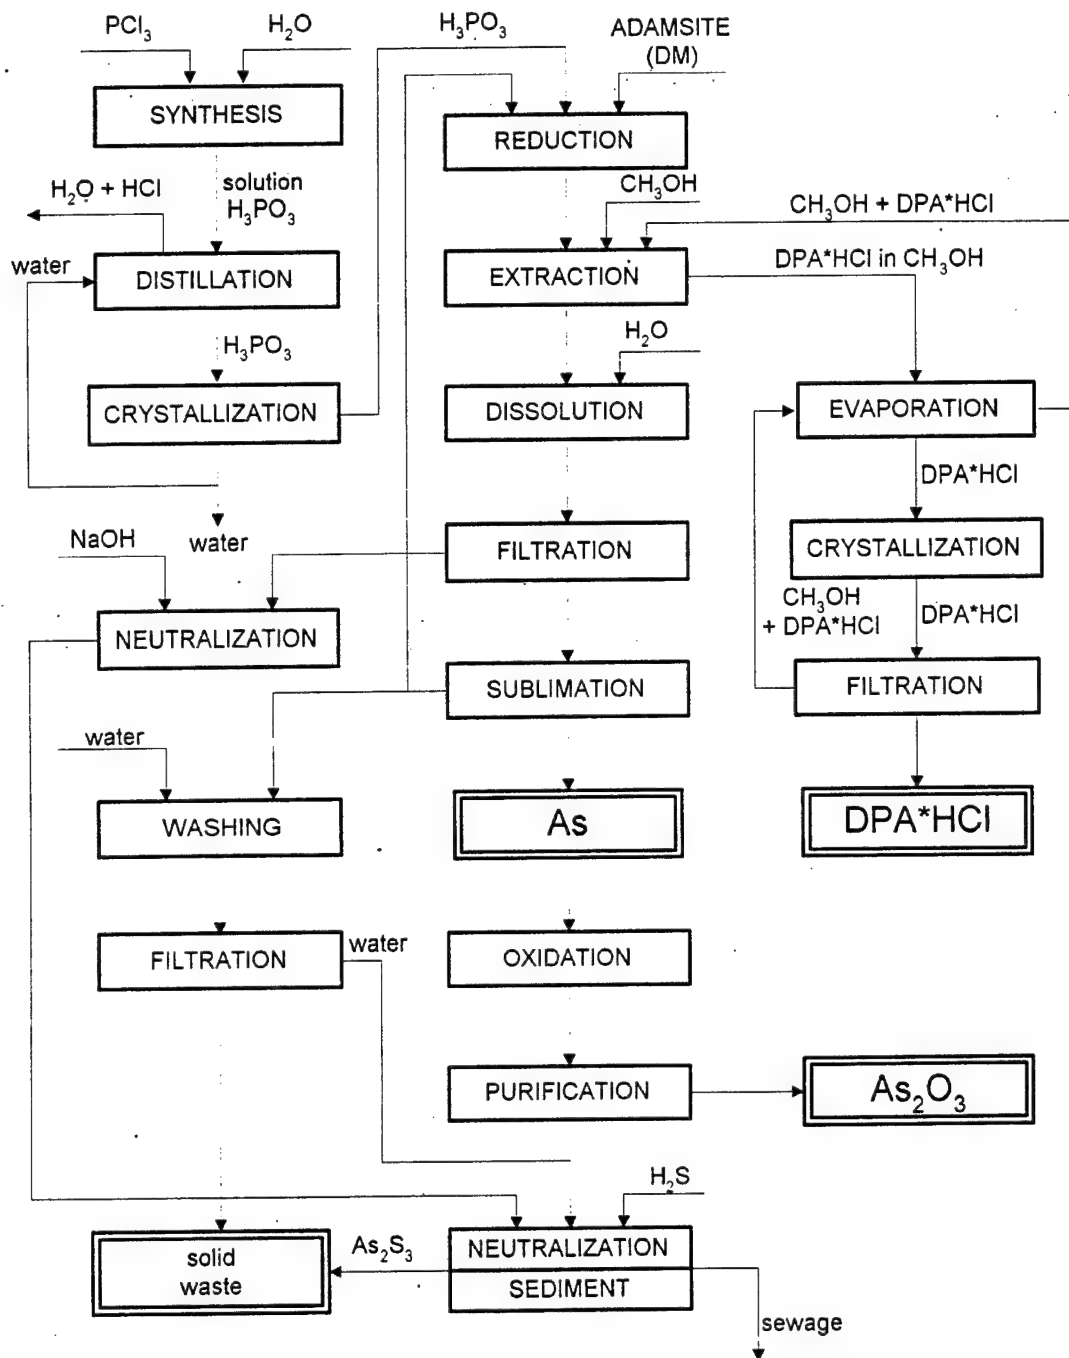 PCl₃
H₂O
H₃PO₃
ADAMSITE
(DM)
SYNTHESIS
REDUCTION
H₂O + HCl
solution
H₃PO₃
CH₃OH
CH₃OH + DPA*HCl
water
DISTILLATION
EXTRACTION
DPA*HCl in CH₃OH
H₃PO₃
H₂O
CRYSTALLIZATION
DISSOLUTION
EVAPORATION
DPA*HCl
NaOH
water
FILTRATION
CRYSTALLIZATION
CH₃OH
+ DPA*HCl
DPA*HCl
NEUTRALIZATION
SUBLIMATION
FILTRATION
water
WASHING
As
DPA*HCl
FILTRATION
water
OXIDATION
PURIFICATION
As₂O₃
H₂S
solid
waste
As₂S₃
NEUTRALIZATION
SEDIMENT
sewage